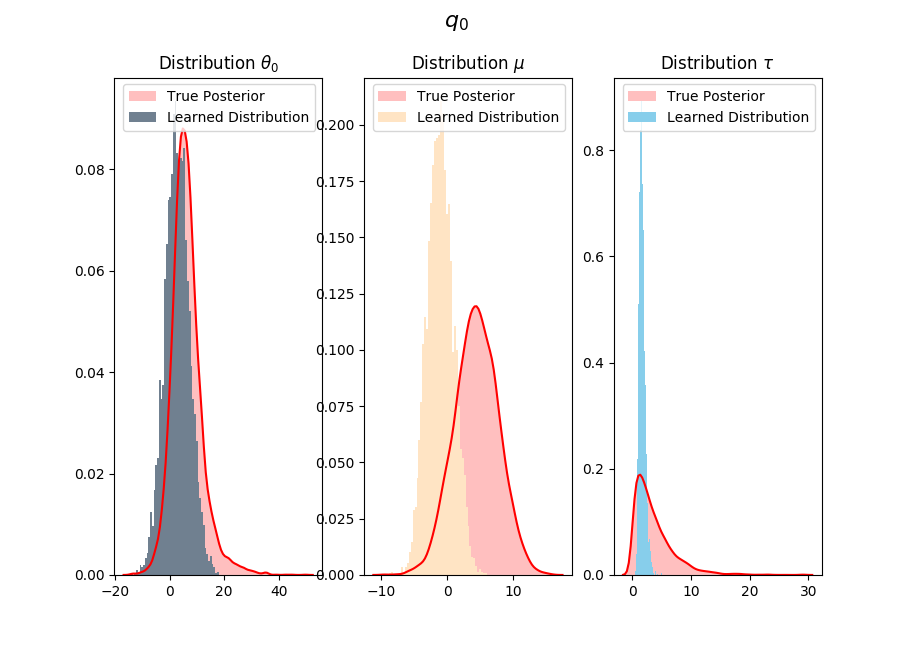 q₀
Distribution θ₀
True Posterior
Learned Distribution
0.08
0.06
0.04
0.02
0.00
−20 0 20 40
Distribution μ
True Posterior
Learned Distribution
0.200
0.175
0.150
0.125
0.100
0.075
0.050
0.025
0.000
−10 0 10
Distribution τ
True Posterior
Learned Distribution
0.8
0.6
0.4
0.2
0.0
0 10 20 30